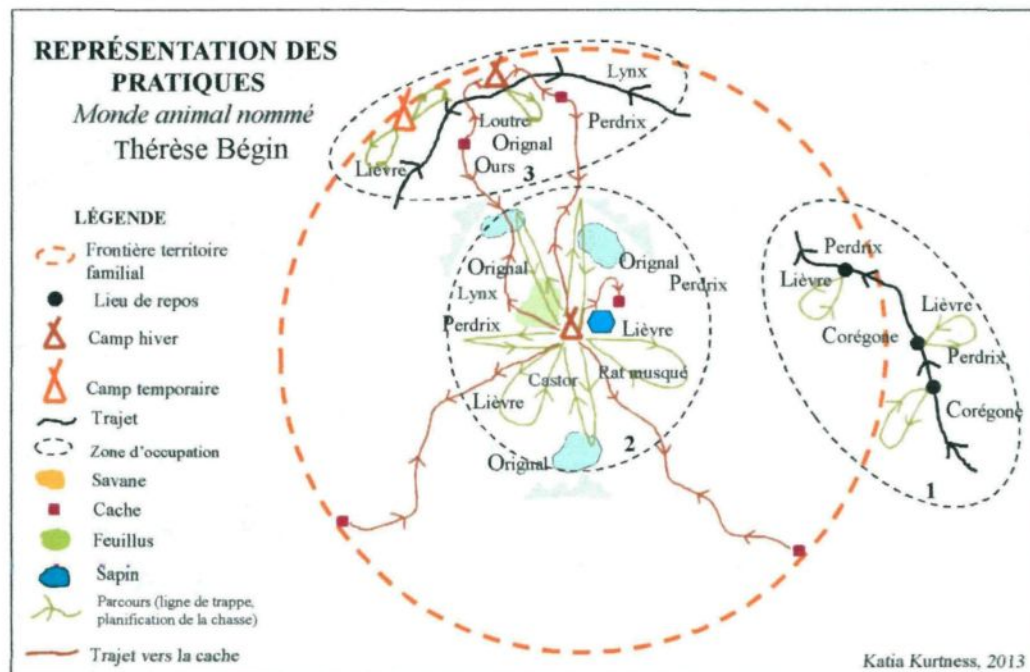 REPRÉSENTATION DES
PRATIQUES
Monde animal nommé
Thérèse Bégin
LÉGENDE
Frontière territoire
familial
Lieu de repos
Camp hiver
Camp temporaire
Trajet
Zone d'occupation
Savane
Cache
Feuillus
Sapin
Parcours (ligne de trappe,
planification de la chasse)
Trajet vers la cache
Lynx
Loutre
Perdrix
Orignal
Lièvre
Ours
3
Orignal
Orignal
Lynx
Perdrix
Perdrix
Lièvre
Castor
Rat musqué
Lièvre
Orignal
2
Perdrix
Lièvre
Lièvre
Corégone
Perdrix
Corégone
1
Katia Kurtness, 2013